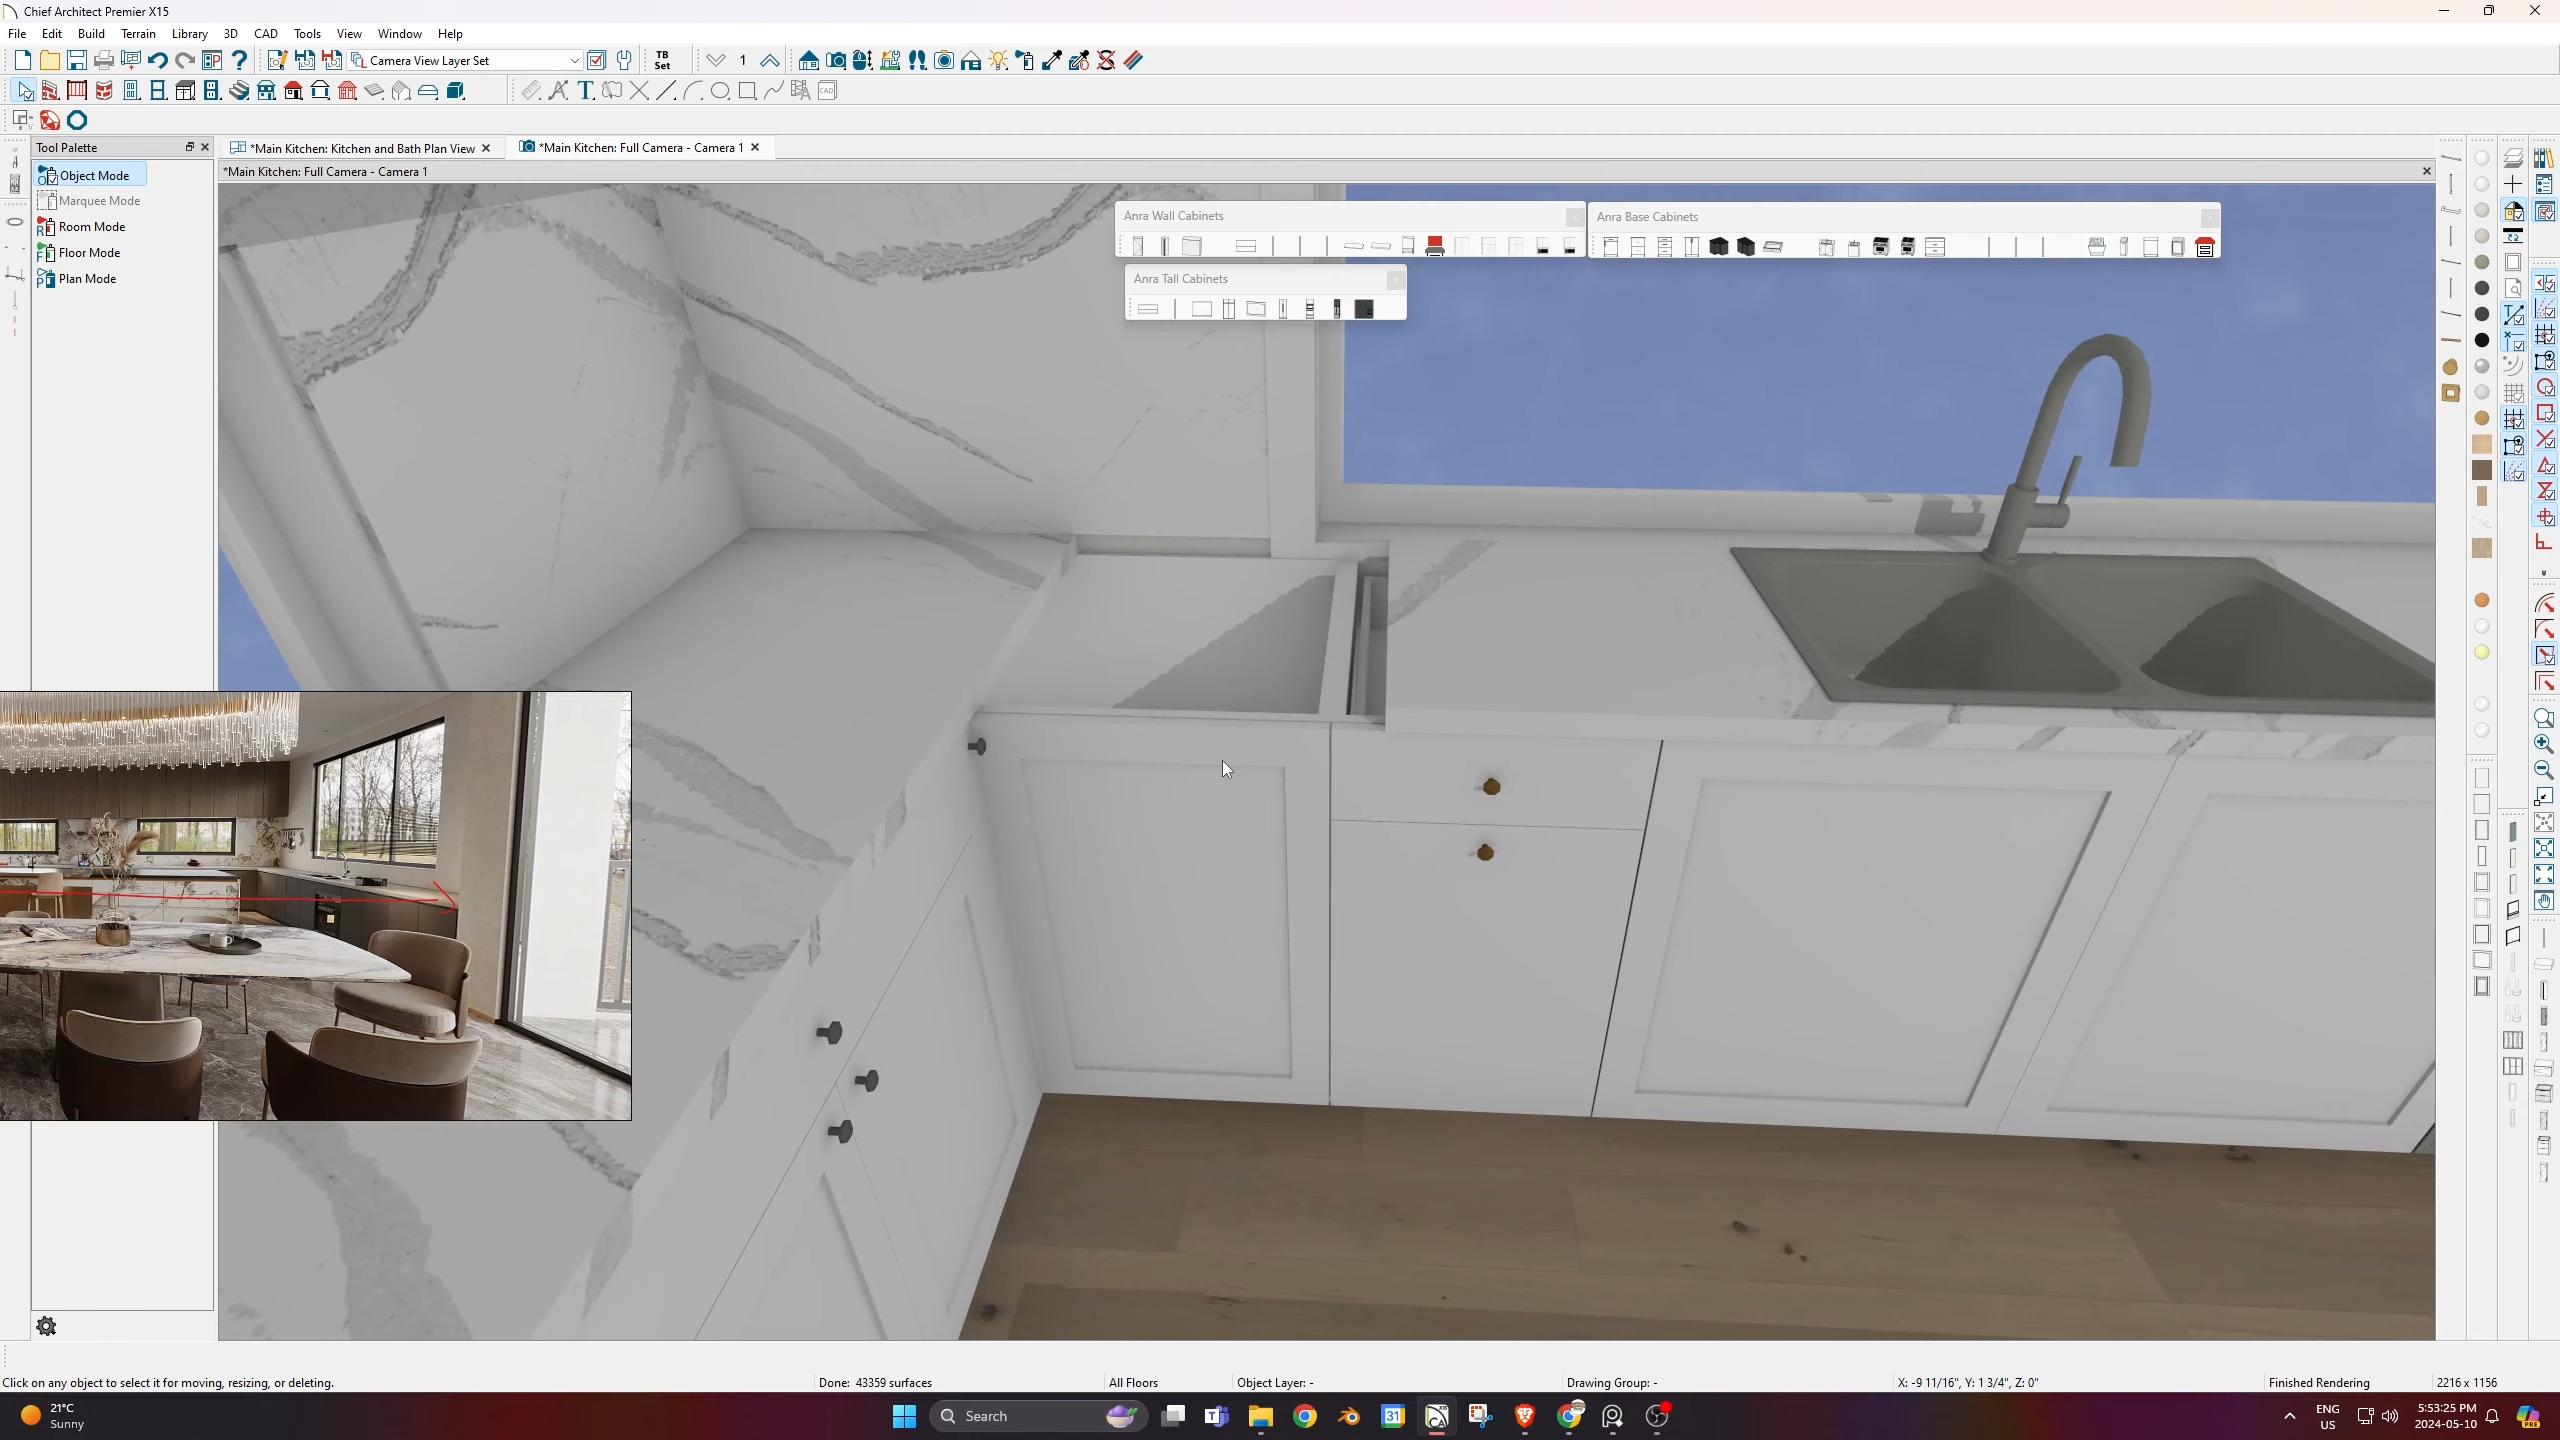 Chief Architect Premier X15
File Edit Build Terrain Library 3D CAD Tools View Window Help
Camera View Layer Set
TB
Set
1
CAD
Tool Palette
*Main Kitchen: Kitchen and Bath Plan View
*Main Kitchen: Full Camera - Camera 1
*Main Kitchen: Full Camera - Camera 1
Object Mode
Marquee Mode
Room Mode
Floor Mode
Plan Mode
Anra Wall Cabinets
Anra Base Cabinets
Anra Tall Cabinets
Click on any object to select it for moving, resizing, or deleting.
Done: 43359 surfaces
All Floors
Object Layer: -
Drawing Group: -
X: -9 11/16", Y: 1 3/4", Z: 0"
Finished Rendering
2216 x 1156
21°C
Sunny
Search
31
ENG
US
5:53:25 PM
2024-05-10